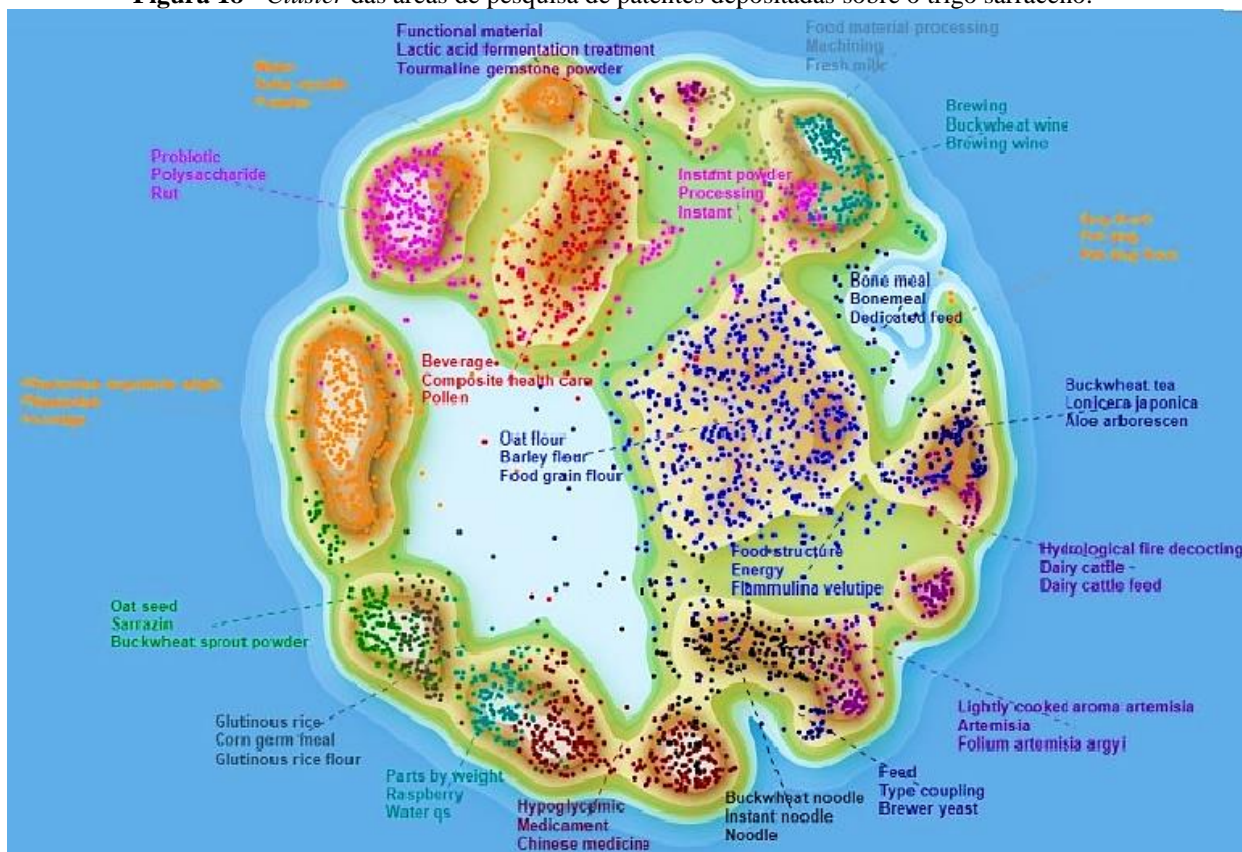 Cluster das áreas de pesquisa de patentes depositadas sobre o trigo sarraceno.
Functional material
Lactic acid fermentation treatment
Tourmaline gemstone powder
Food material processing
Machining
Fresh milk
Brewing
Buckwheat wine
Brewing wine
Probiotic
Polysaccharide
Rut
Instant powder
Processing
Instant
Bone meal
Bonemeal
Dedicated feed
Beverage
Composite health care
Pollen
Buckwheat tea
Lonicera japonica
Aloe arborescen
Oat flour
Barley flour
Food grain flour
Food structure
Energy
Flammulina velutipe
Hydrological fire decocting
Dairy cattle -
Dairy cattle feed
Oat seed
Sarrazin
Buckwheat sprout powder
Lightly cooked aroma artemisia
Artemisia
Folium artemisia argyi
Glutinous rice
Corn germ meal
Glutinous rice flour
Parts by weight
Raspberry
Water qs
Feed
Type coupling
Brewer yeast
Hypoglycemic
Medicament
Chinese medicine
Buckwheat noodle
Instant noodle
Noodle